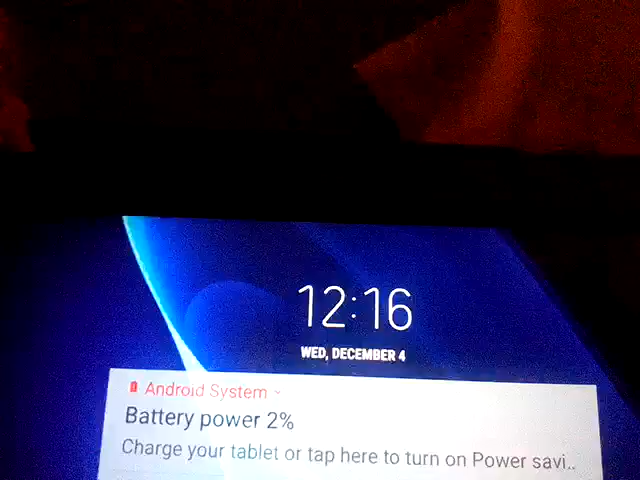 12:16
WED, DECEMBER 4
Android System
Battery power 2%
Charge your tablet or tap here to turn on Power savi..